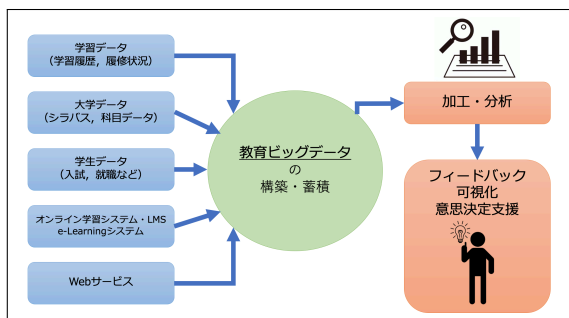 学習データ
（学習履歴，履修状況）
大学データ
（シラバス，科目データ）
学生データ
（入試，就職など）
オンライン学習システム・LMS
e-Learningシステム
Webサービス
教育ビッグデータ
の
構築・蓄積
加工・分析
フィードバック
可視化
意思決定支援